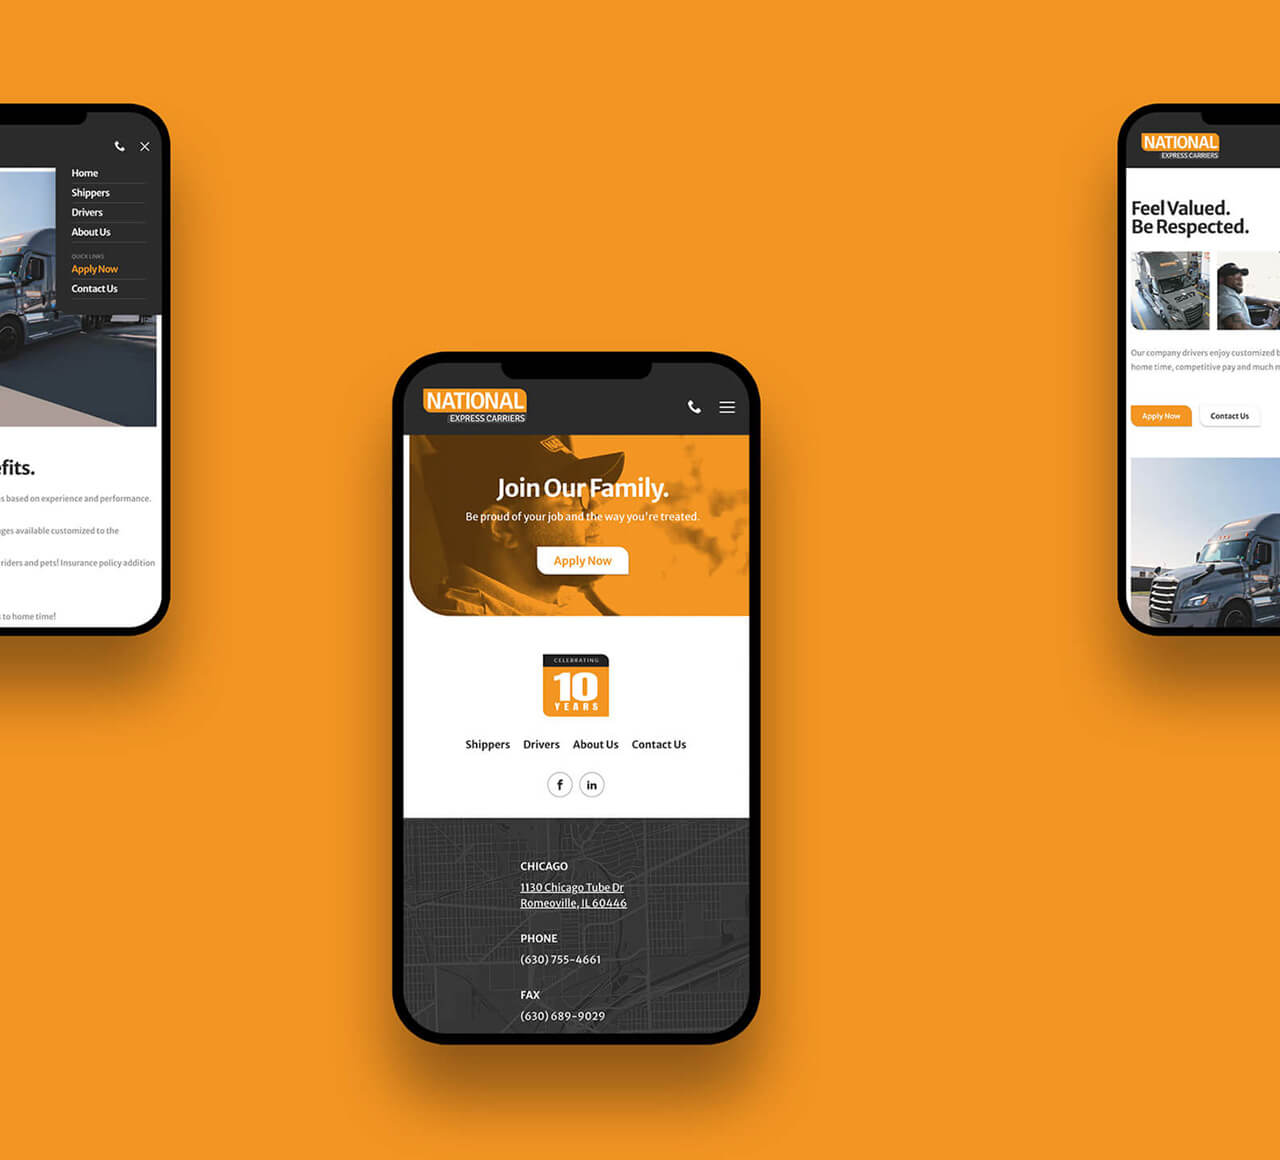 Home
Shippers
Drivers
About Us
QUICK LINKS
Apply Now
Contact Us
efits.
s based on experience and performance.
ges available customized to the
riders and pets! Insurance policy addition
s to home time!
NATIONAL
EXPRESS CARRIERS
Join Our Family.
Be proud of your job and the way you're treated.
Apply Now
CELEBRATING
10
YEARS
Shippers Drivers About Us Contact Us
f in
CHICAGO
1130 Chicago Tube Dr
Romeoville, IL 60446
PHONE
(630) 755-4661
FAX
(630) 689-9029
NATIONAL
EXPRESS CARRIERS
Feel Valued.
Be Respected.
Our company drivers enjoy customized b
home time, competitive pay and much m
Apply Now Contact Us